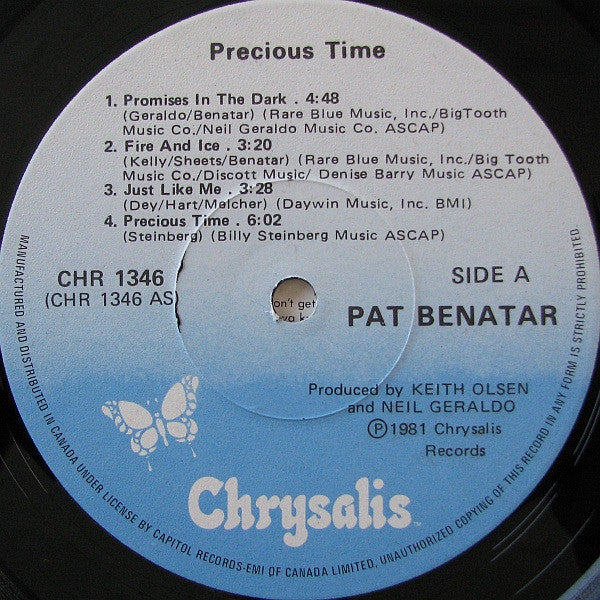 Precious Time
1. Promises In The Dark . 4:48
(Geraldo/Benatar) (Rare Blue Music, Inc./BigTooth
Music Co./Neil Geraldo Music Co. ASCAP)
2. Fire And Ice . 3:20
(Kelly/Sheets/Benatar) (Rare Blue Music, Inc./Big Tooth
Music Co./Discott Music/ Denise Barry Music ASCAP)
3. Just Like Me . 3:28
(Dey/Hart/Melcher) (Daywin Music, Inc. BMI)
4. Precious Time . 6:02
(Steinberg) (Billy Steinberg Music ASCAP)
CHR 1346
(CHR 1346 AS)
SIDE A
PAT BENATAR
on't get
Produced by KEITH OLSEN
and NEIL GERALDO
Ⓟ1981 Chrysalis
Records
Chrysalis™
MANUFACTURED AND DISTRIBUTED IN CANADA UNDER LICENSE BY CAPITOL RECORDS-EMI OF CANADA LIMITED. UNAUTHORIZED COPYING OF THIS RECORD IN ANY FORM IS STRICTLY PROHIBITED.